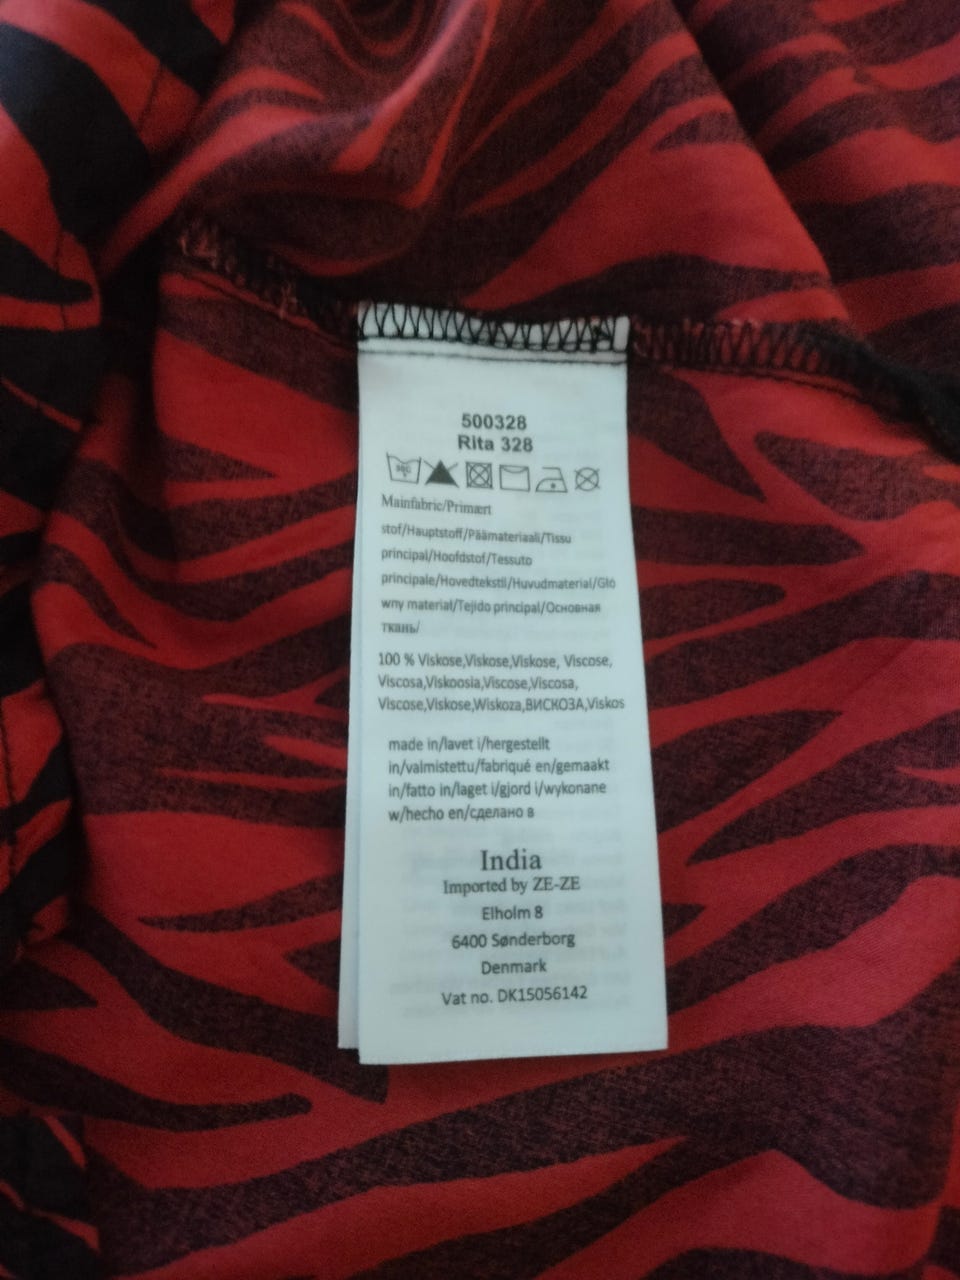 500328
Rita 328
30C
Mainfabric/Primært
stof/Hauptstoff/Päämateriaali/Tissu
principal/Hoofdstof/Tessuto
principale/Hovedtekstil/Huvudmaterial/Głó
wny materiał/Tejido principal/Основная
ткань/
100 % Viskose,Viskose,Viskose, Viscose,
Viscosa,Viskoosia,Viscose,Viscosa,
Viscose,Viskose,Wiskoza,ВИСКОЗА,Viskos
made in/lavet i/hergestellt
in/valmistettu/fabriqué en/gemaakt
in/fatto in/laget i/gjord i/wykonane
w/hecho en/сделано в
India
Imported by ZE-ZE
Elholm 8
6400 Sønderborg
Denmark
Vat no. DK15056142